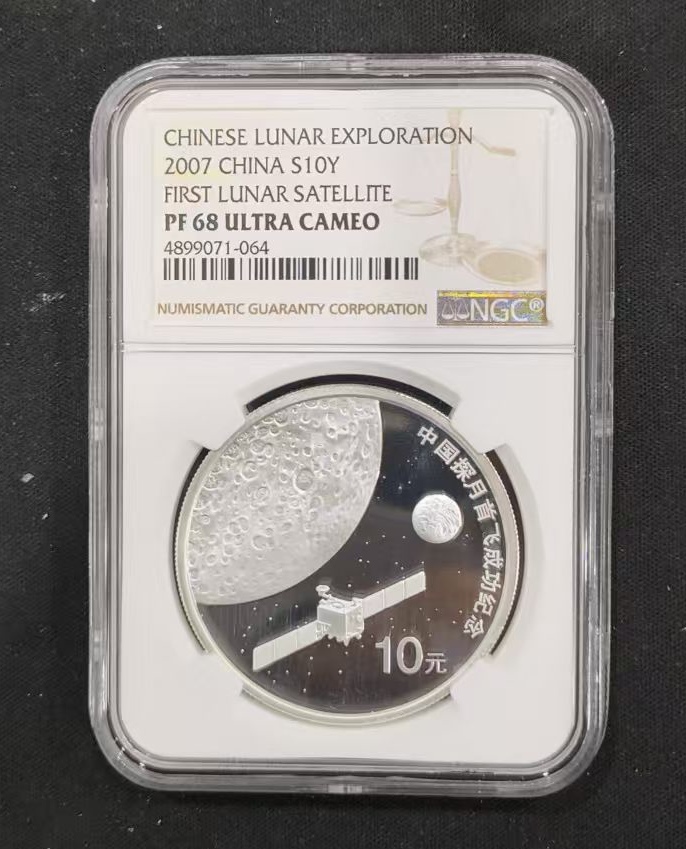 CHINESE LUNAR EXPLORATION
2007 CHINA S10Y
FIRST LUNAR SATELLITE
PF 68 ULTRA CAMEO
4899071-064
NUMISMATIC GUARANTY CORPORATION
NGC®
中国探月首飞成功纪念
10元